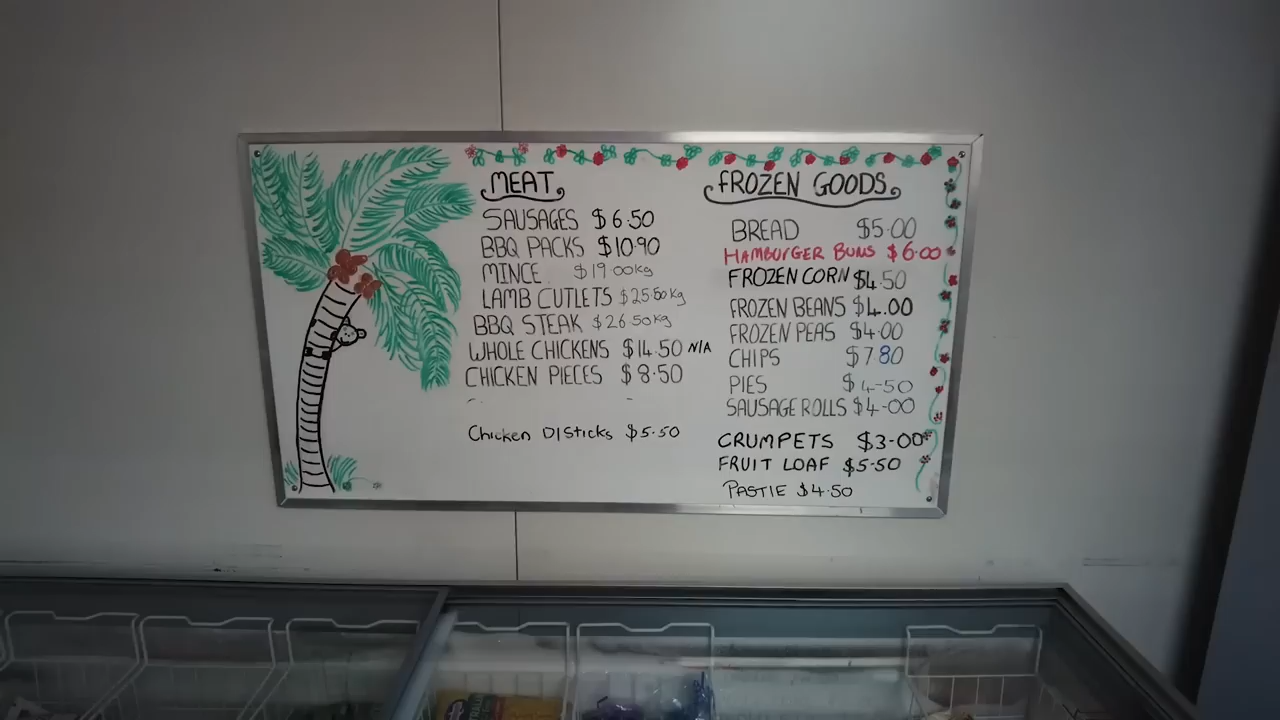 MEAT
SAUSAGES $6.50
BBQ PACKS $10.90
MINCE $19.00kg
LAMB CUTLETS $25.50kg
BBQ STEAK $26.50kg
WHOLE CHICKENS $14.50 N/A
CHICKEN PIECES $8.50
Chicken D/Sticks $5.50
FROZEN GOODS
BREAD $5.00
HAMBURGER BUNS $6.00
FROZEN CORN $4.50
FROZEN BEANS $4.00
FROZEN PEAS $4.00
CHIPS $7.80
PIES $4-50
SAUSAGE ROLLS $4-00
CRUMPETS $3-00
FRUIT LOAF $5.50
PASTIE $4.50